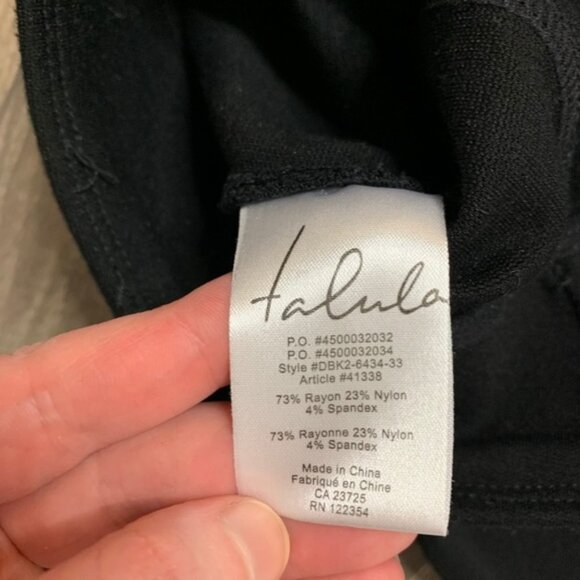 talula
P.O. #4500032032
P.O. #4500032034
Style #DBK2-6434-33
Article #41338
73% Rayon 23% Nylon
4% Spandex
73% Rayonne 23% Nylon
4% Spandex
Made in China
Fabriqué en Chine
CA 23725
RN 122354